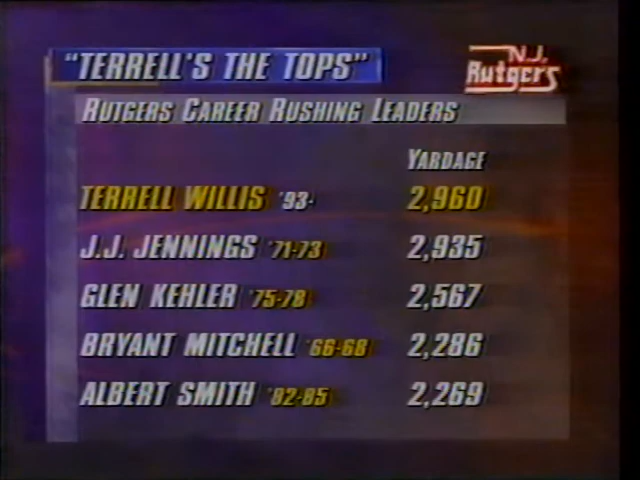 "TERRELL'S THE TOPS"
N.J.
RUTGERS
RUTGERS CAREER RUSHING LEADERS
YARDAGE
TERRELL WILLIS '93- 2,960
J.J. JENNINGS '71-73 2,935
GLEN KEHLER '75-78 2,567
BRYANT MITCHELL '66-68 2,286
ALBERT SMITH '82-85 2,269